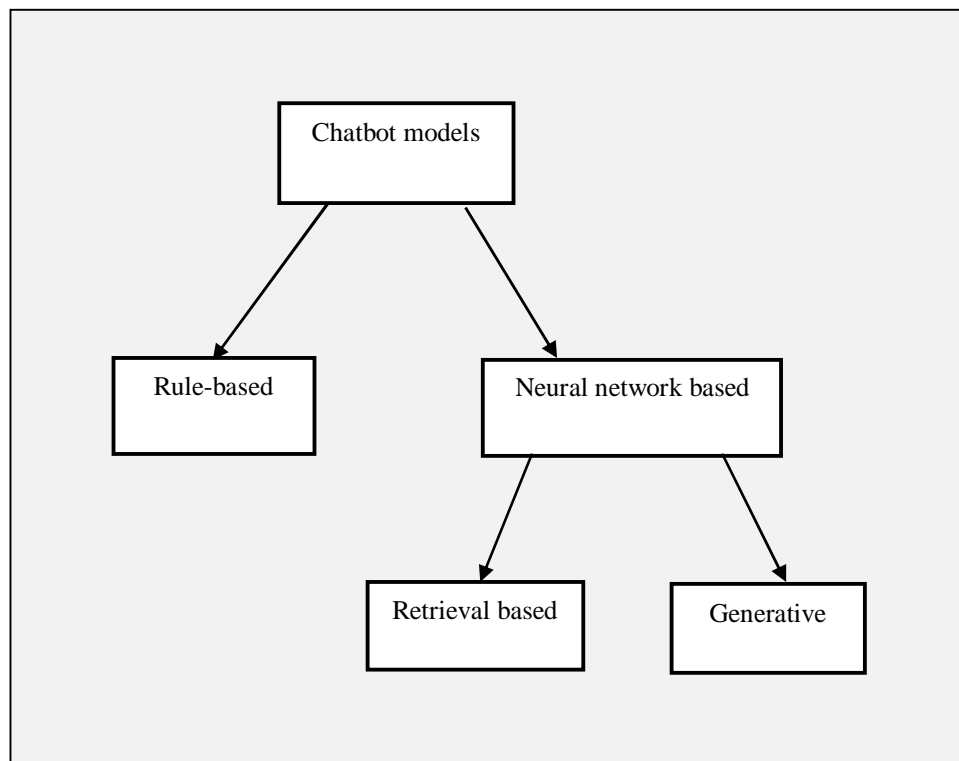 Chatbot models
Rule-based
Neural network based
Retrieval based
Generative